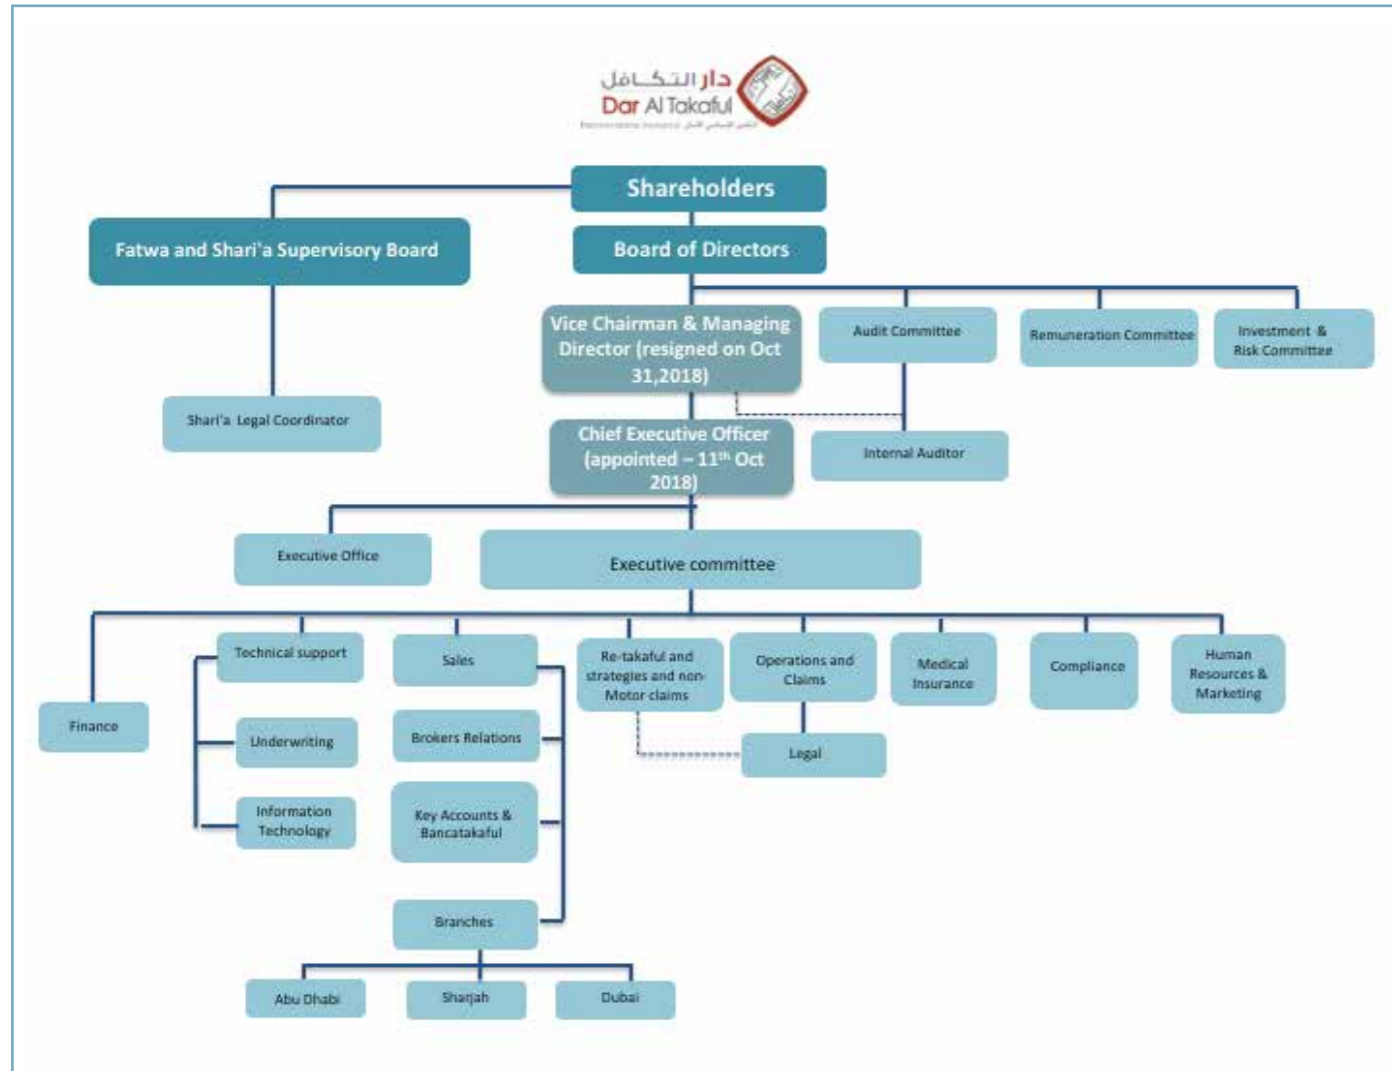 دار التكافل
Dar Al Takaful
Shareholders
Fatwa and Shari'a Supervisory Board
Board of Directors
Vice Chairman & Managing
Director (resigned on Oct
31,2018)
Audit Committee
Remuneration Committee
Investment &
Risk Committee
Shari'a Legal Coordinator
Chief Executive Officer
(appointed – 11th Oct
2018)
Internal Auditor
Executive Office
Executive committee
Finance
Technical support
Underwriting
Information
Technology
Sales
Brokers Relations
Key Accounts &
Bancatakaful
Branches
Abu Dhabi
Sharjah
Dubai
Re-takaful and
strategies and non-
Motor claims
Operations and
Claims
Legal
Medical
Insurance
Compliance
Human
Resources &
Marketing